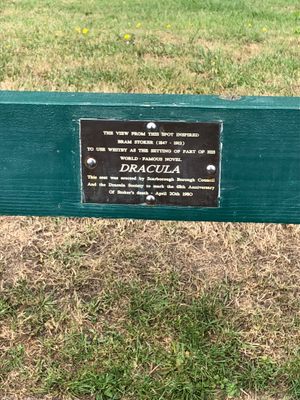 THE VIEW FROM THIS SPOT INSPIRED
BRAM STOKER (1847 - 1912)
TO USE WHITBY AS THE SETTING OF PART OF HIS
WORLD-FAMOUS NOVEL
DRACULA
This seat was erected by Scarborough Borough Council
And the Dracula Society to mark the 68th Anniversary
Of Stoker's death - April 20th 1980